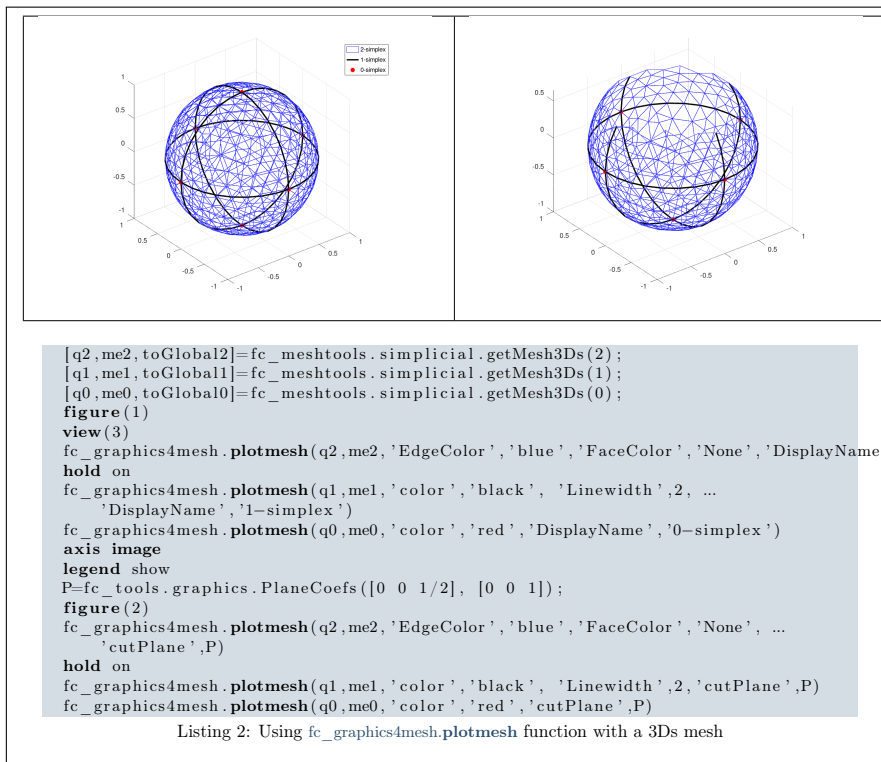 2-simplex
1-simplex
0-simplex
1
0.5
0
-0.5
-1
1
0.5
0
-0.5
-1
-1
-0.5
0
0.5
1
0.5
0
-0.5
-1
1
0.5
0
-0.5
-1
-1
-0.5
0
0.5
1
[q2,me2,toGlobal2]=fc_meshtools.simplicial.getMesh3Ds(2);
[q1,me1,toGlobal1]=fc_meshtools.simplicial.getMesh3Ds(1);
[q0,me0,toGlobal0]=fc_meshtools.simplicial.getMesh3Ds(0);
figure(1)
view(3)
fc_graphics4mesh.plotmesh(q2,me2,'EdgeColor','blue','FaceColor','None','DisplayName
hold on
fc_graphics4mesh.plotmesh(q1,me1,'color','black', 'Linewidth',2, ...
'DisplayName','1-simplex')
fc_graphics4mesh.plotmesh(q0,me0,'color','red','DisplayName','0-simplex')
axis image
legend show
P=fc_tools.graphics.PlaneCoefs([0 0 1/2], [0 0 1]);
figure(2)
fc_graphics4mesh.plotmesh(q2,me2,'EdgeColor','blue','FaceColor','None', ...
'cutPlane',P)
hold on
fc_graphics4mesh.plotmesh(q1,me1,'color','black', 'Linewidth',2,'cutPlane',P)
fc_graphics4mesh.plotmesh(q0,me0,'color','red','cutPlane',P)
Listing 2: Using fc_graphics4mesh.plotmesh function with a 3Ds mesh